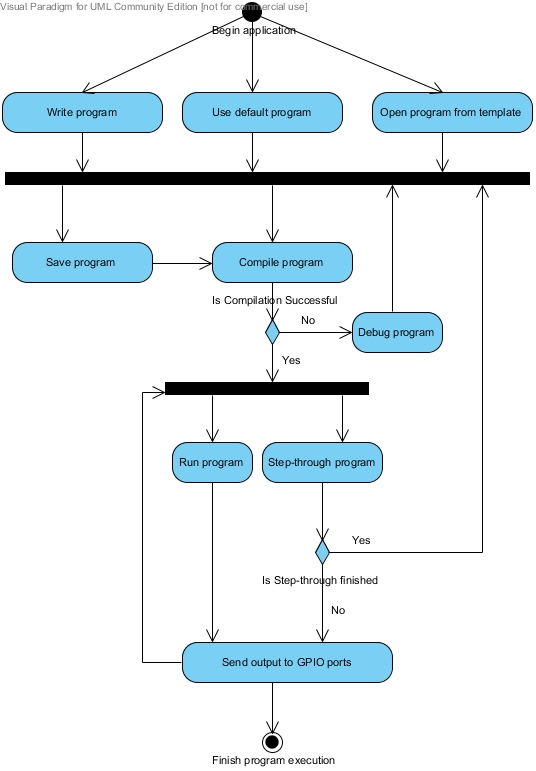 Visual Paradigm for UML Community Edition [not for commercial use]
Begin application
Write program
Use default program
Open program from template
Save program
Compile program
Is Compilation Successful
No
Debug program
Yes
Run program
Step-through program
Yes
Is Step-through finished
No
Send output to GPIO ports
Finish program execution